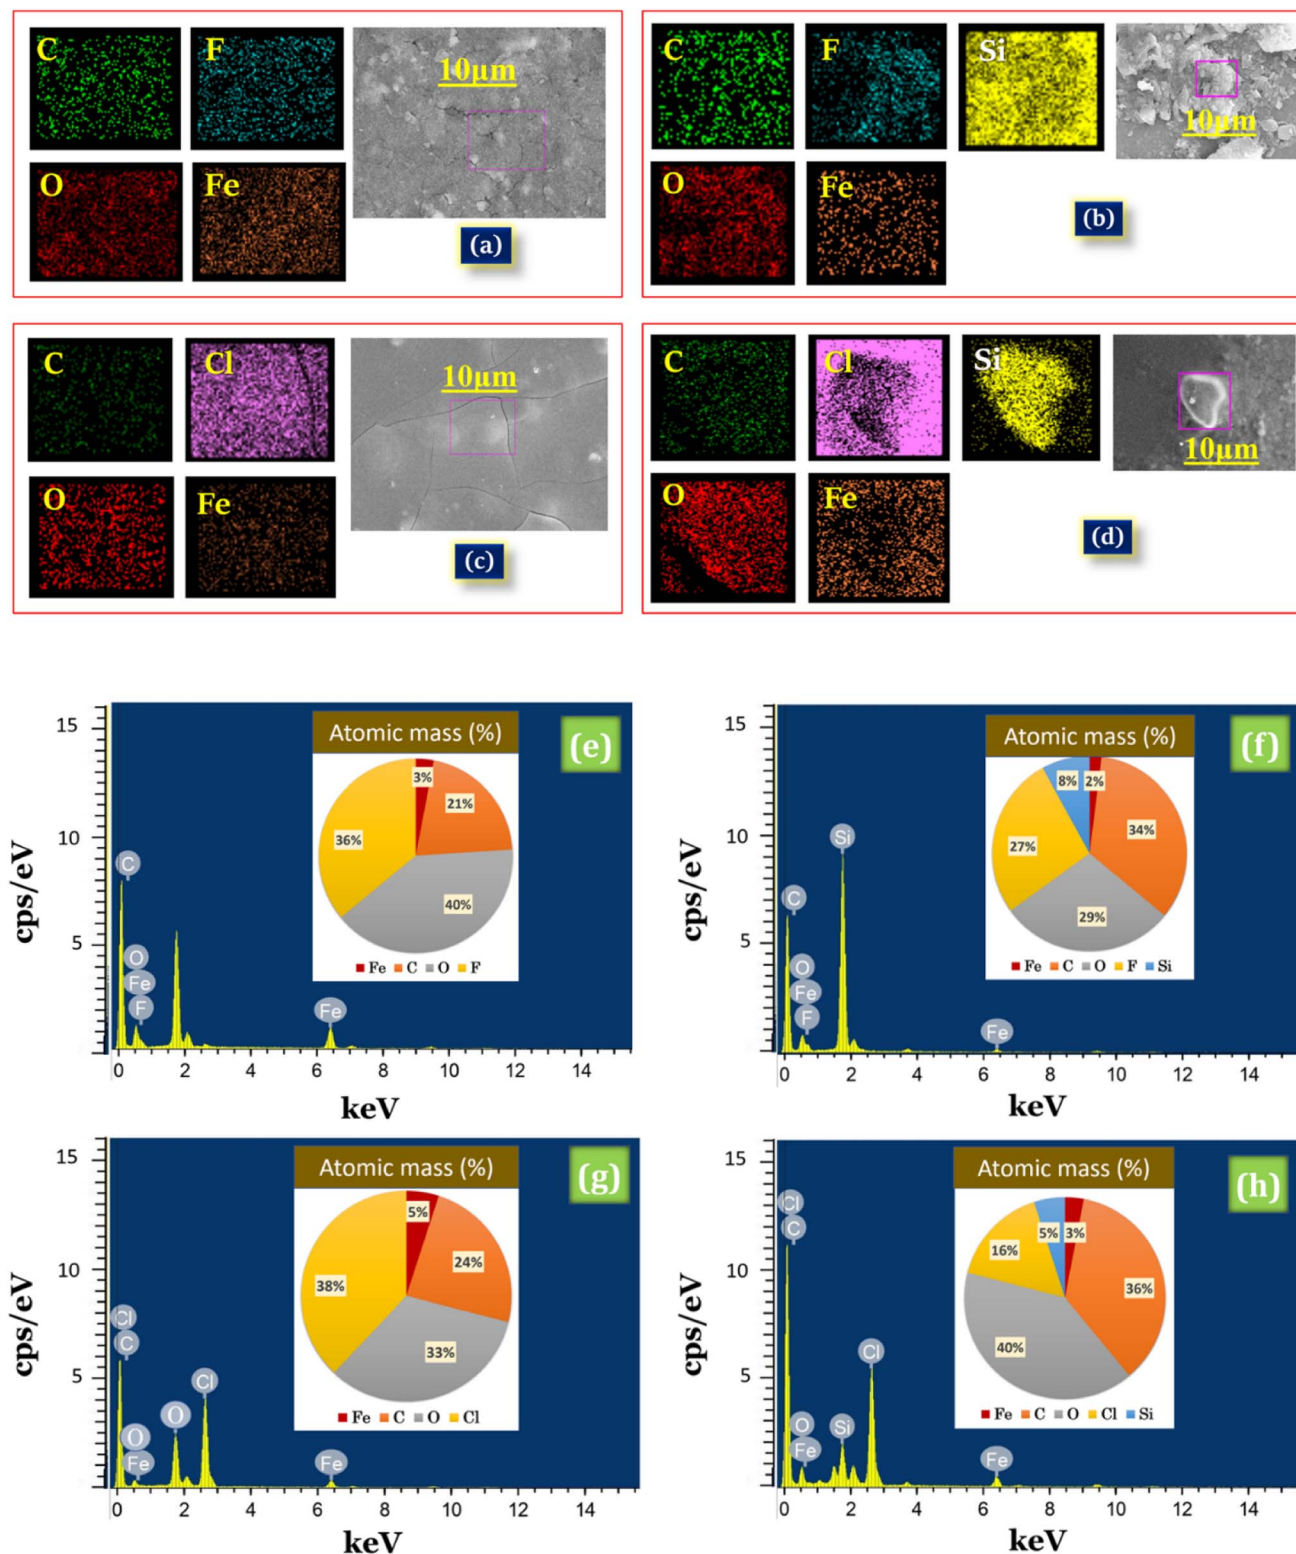 C F
10μm
O Fe
(a)
C F Si
10μm
O Fe
(b)
C Cl
10μm
O Fe
(c)
C Cl Si
10μm
O Fe
(d)
(e)
Atomic mass (%)
3%
21%
36%
40%
Fe C O F
15
10
5
cps/eV
C
O
Fe
F
Fe
0 2 4 6 8 10 12 14
keV
(f)
Atomic mass (%)
8% 2%
34%
27%
29%
Fe C O F Si
15
10
5
cps/eV
Si
C
O
Fe
F
Fe
0 2 4 6 8 10 12 14
keV
(g)
Atomic mass (%)
5%
24%
38%
33%
Fe C O Cl
15
10
5
cps/eV
Cl
C
Cl
O
O
Fe
Fe
0 2 4 6 8 10 12 14
keV
(h)
Atomic mass (%)
5% 3%
16%
36%
40%
Fe C O Cl Si
15
10
5
cps/eV
Cl
C
Cl
O
Si
Fe
Fe
0 2 4 6 8 10 12 14
keV